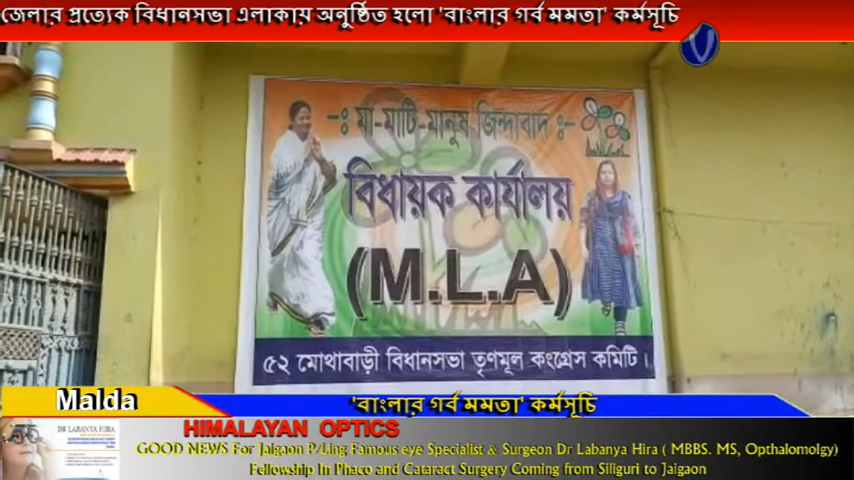 জেলার প্রত্যেক বিধানসভা এলাকায় অনুষ্ঠিত হলো 'বাংলার গর্ব মমতা' কর্মসূচি
-ঃ মা-মাটি-মানুষ জিন্দাবাদ ঃ-
বিধায়ক কার্যালয়
(M.L.A)
৫২ মোথাবাড়ী বিধানসভা তৃণমূল কংগ্রেস কমিটি।
Malda
'বাংলার গর্ব মমতা' কর্মসূচি
HIMALAYAN OPTICS
DR LABANYA HIRA
GOOD NEWS For Jaigaon P/Ling Famous eye Specialist & Surgeon Dr Labanya Hira ( MBBS. MS, Opthalomolgy)
Fellowship In Phaco and Cataract Surgery Coming from Siliguri to Jaigaon